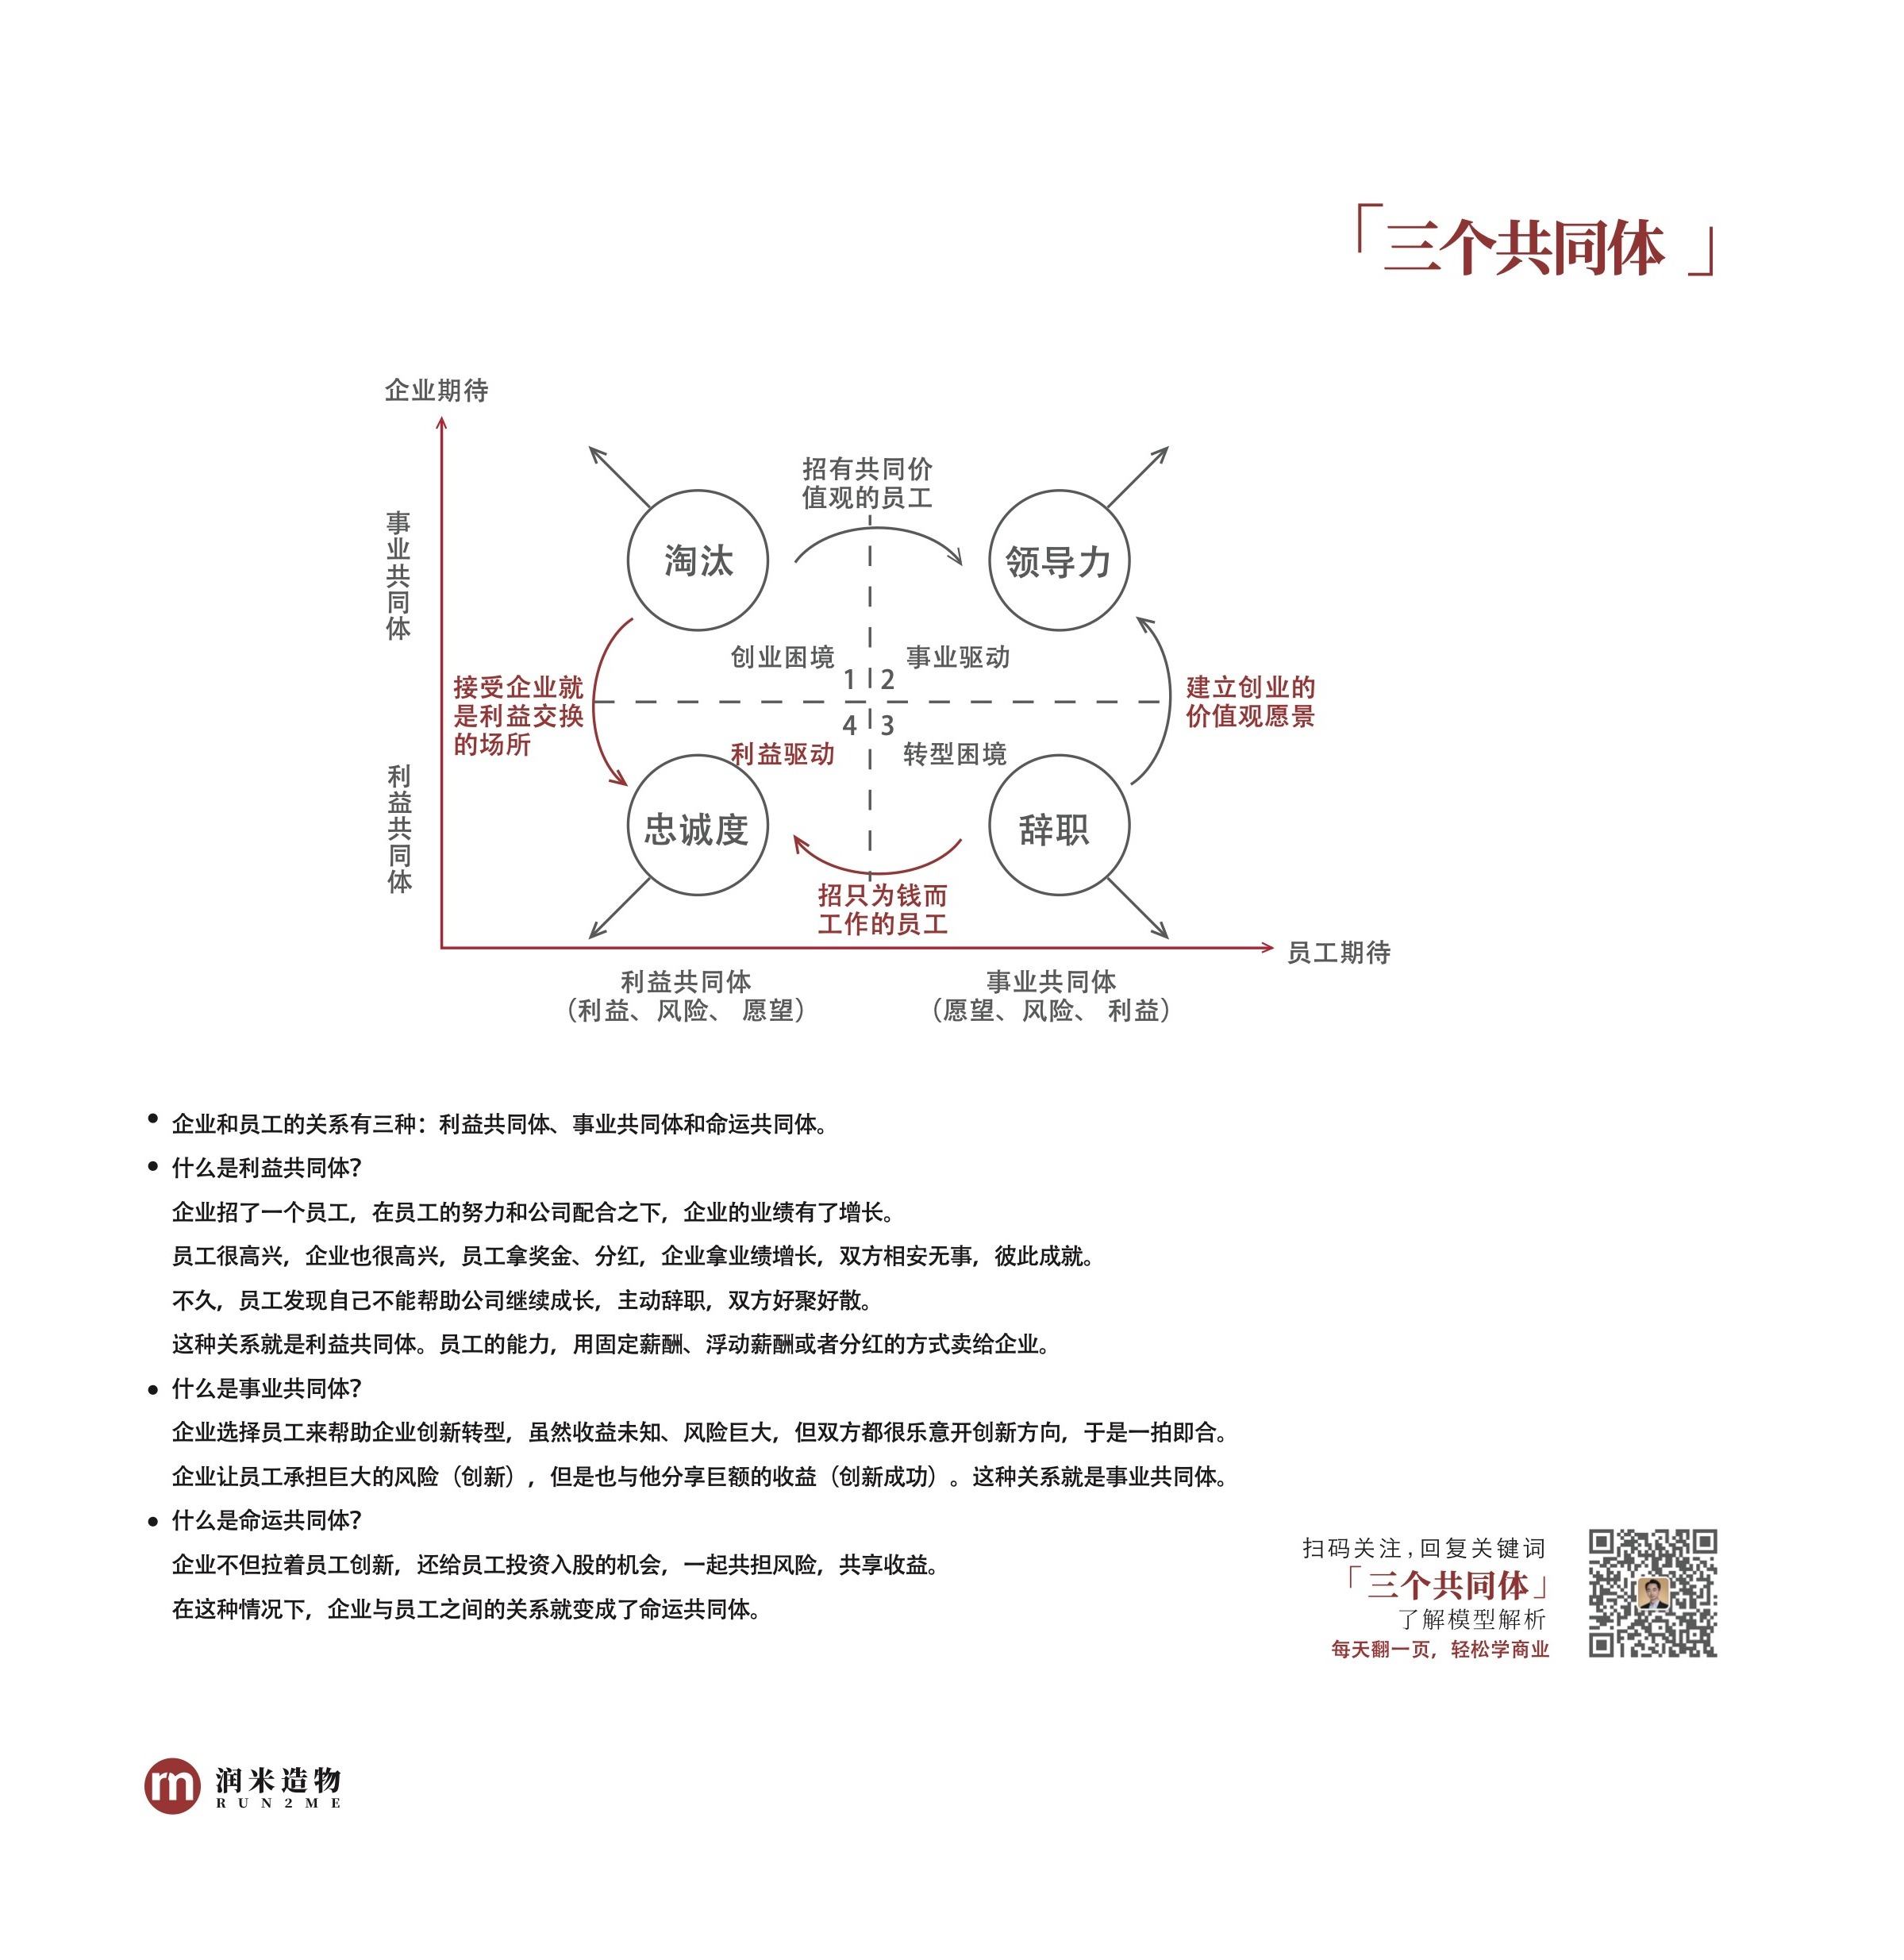 「三个共同体」
企业期待
事业共同体
利益共同体
招有共同价
值观的员工
淘汰
领导力
创业困境
事业驱动
1
2
接受企业就
是利益交换
的场所
建立创业的
价值观愿景
4
3
利益驱动
转型困境
忠诚度
辞职
招只为钱而
工作的员工
员工期待
利益共同体
（利益、风险、愿望）
事业共同体
（愿望、风险、利益）
• 企业和员工的关系有三种：利益共同体、事业共同体和命运共同体。
• 什么是利益共同体？
企业招了一个员工，在员工的努力和公司配合之下，企业的业绩有了增长。
员工很高兴，企业也很高兴，员工拿奖金、分红，企业拿业绩增长，双方相安无事，彼此成就。
不久，员工发现自己不能帮助公司继续成长，主动辞职，双方好聚好散。
这种关系就是利益共同体。员工的能力，用固定薪酬、浮动薪酬或者分红的方式卖给企业。
• 什么是事业共同体？
企业选择员工来帮助企业创新转型，虽然收益未知、风险巨大，但双方都很乐意开创新方向，于是一拍即合。
企业让员工承担巨大的风险（创新），但是也与他分享巨额的收益（创新成功）。这种关系就是事业共同体。
• 什么是命运共同体？
企业不但拉着员工创新，还给员工投资入股的机会，一起共担风险，共享收益。
在这种情况下，企业与员工之间的关系就变成了命运共同体。
扫码关注，回复关键词
「三个共同体」
了解模型解析
每天翻一页，轻松学商业
润米造物
RUN2ME